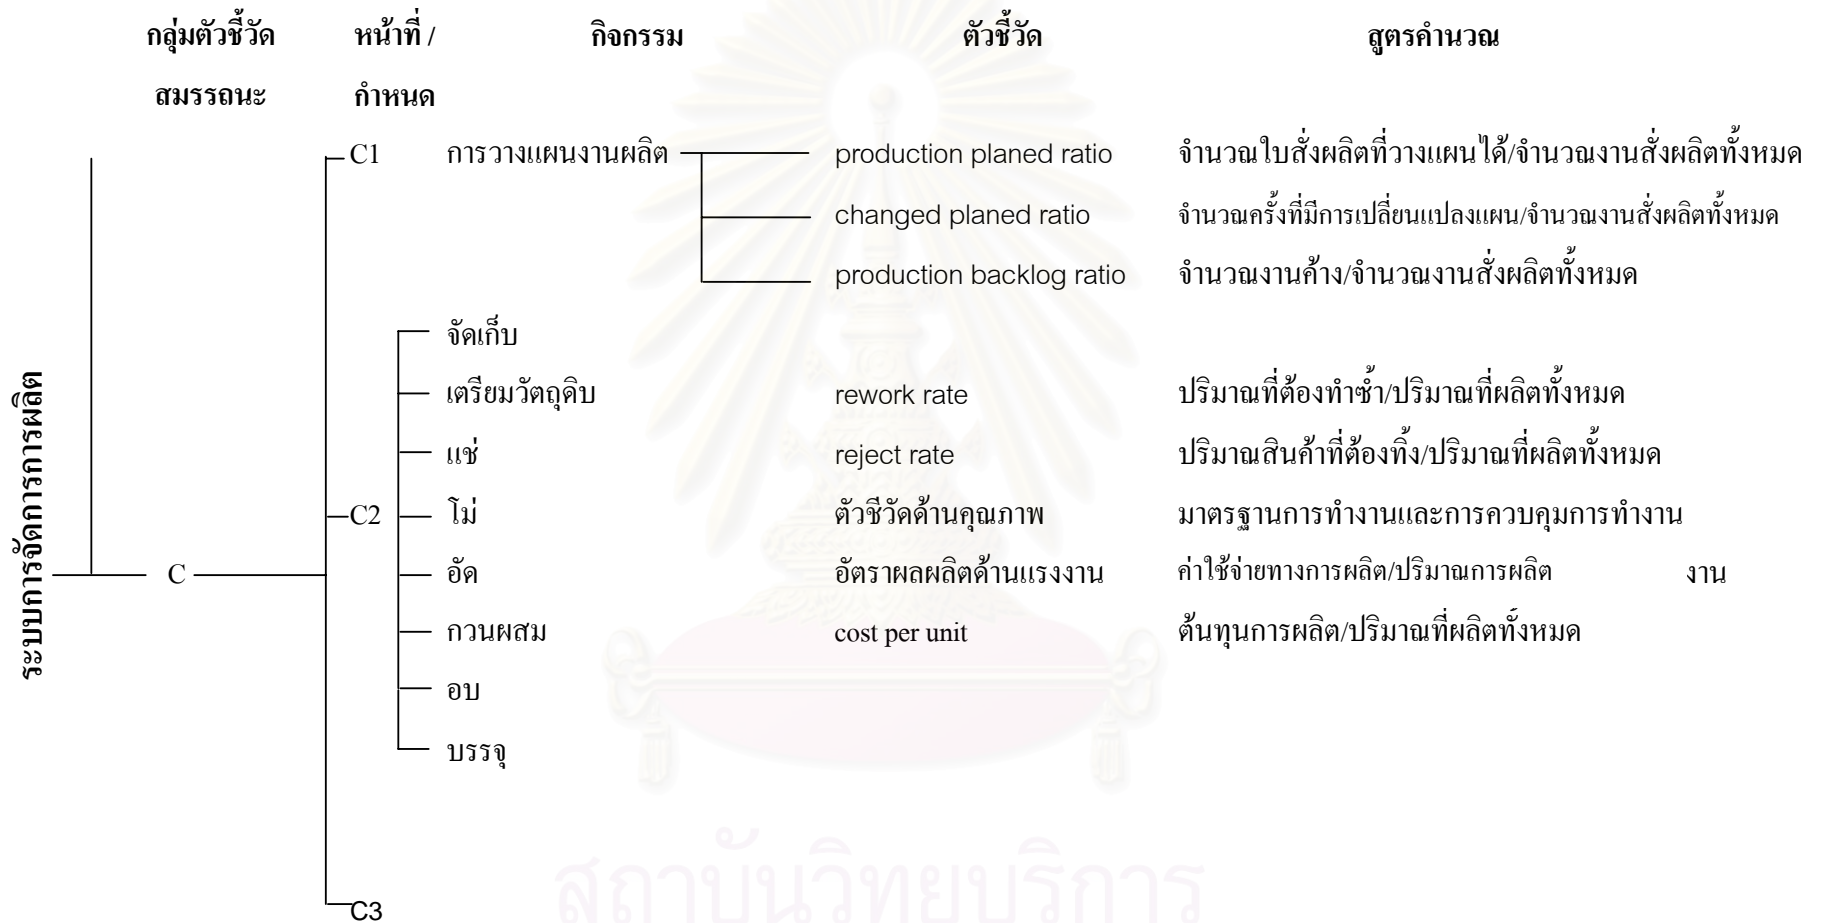 กลุ่มตัวชี้วัด หน้าที่ / กิจกรรม ตัวชี้วัด สูตรคำนวณ
สมรรถนะ กำหนด
C1 การวางแผนงานผลิต production planed ratio จำนวณใบสั่งผลิตที่วางแผนได้/จำนวณงานสั่งผลิตทั้งหมด
changed planed ratio จำนวณครั้งที่มีการเปลี่ยนแปลงแผน/จำนวณงานสั่งผลิตทั้งหมด
production backlog ratio จำนวณงานค้าง/จำนวณงานสั่งผลิตทั้งหมด
จัดเก็บ
เตรียมวัตถุดิบ rework rate ปริมาณที่ต้องทำซ้ำ/ปริมาณที่ผลิตทั้งหมด
แช่ reject rate ปริมาณสินค้าที่ต้องทิ้ง/ปริมาณที่ผลิตทั้งหมด
C2 โม่ ตัวชีวัดด้านคุณภาพ มาตรฐานการทำงานและการควบคุมการทำงาน
ระบบการจัดการการผลิต
C อัด อัตราผลผลิตด้านแรงงาน ค่าใช้จ่ายทางการผลิต/ปริมาณการผลิต งาน
กวนผสม cost per unit ต้นทุนการผลิต/ปริมาณที่ผลิตทั้งหมด
อบ
บรรจุ
C3
สถาบันวิทยบริการ